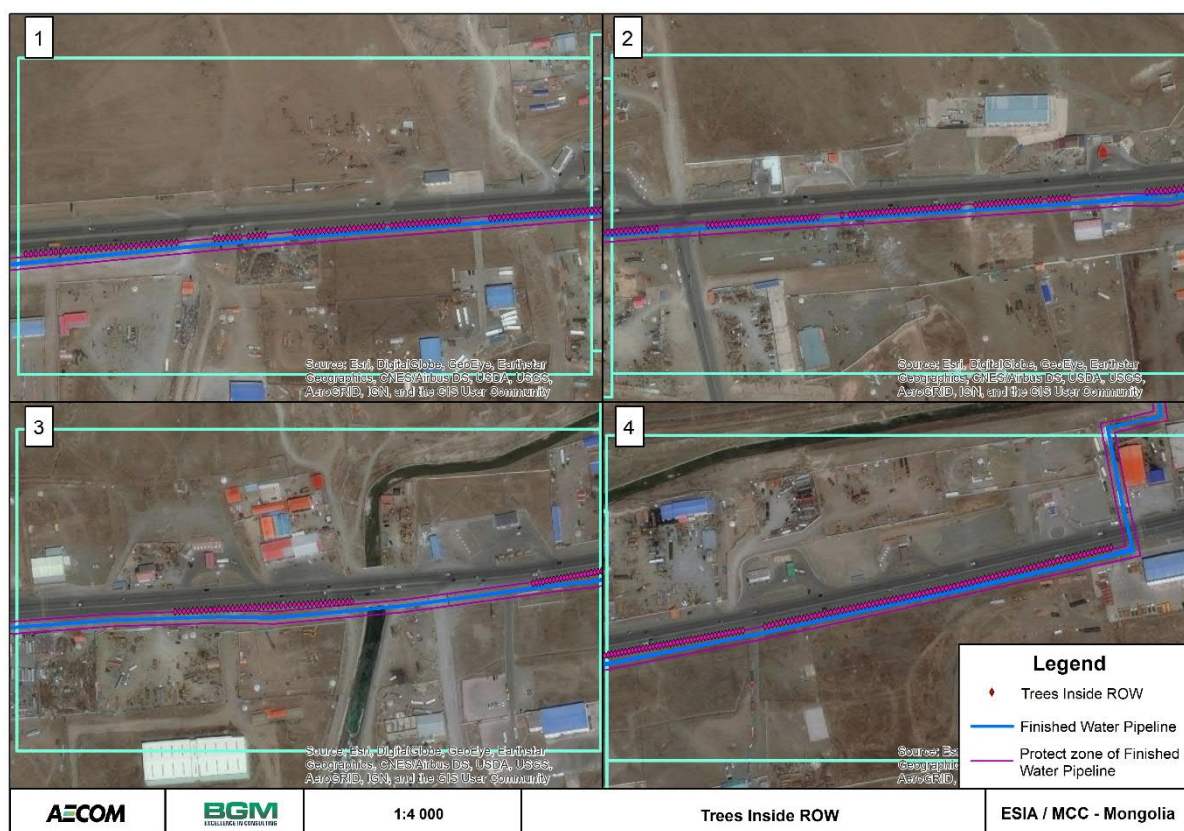 1
2
Source: Esri, DigitalGlobe, GeoEye, Earthstar
Geographics, CNES/Airbus DS, USDA, USGS,
AeroGRID, IGN, and the GIS User Community
Source: Esri, DigitalGlobe, GeoEye, Earthstar
Geographics, CNES/Airbus DS, USDA, USGS,
AeroGRID, IGN, and the GIS User Community
3
4
Source: Esri, DigitalGlobe, GeoEye, Earthstar
Geographics, CNES/Airbus DS, USDA, USGS,
AeroGRID, IGN, and the GIS User Community
Source: Es
Geographic
AeroGRID,
Legend
Trees Inside ROW
Finished Water Pipeline
Protect zone of Finished
Water Pipeline
AECOM
BGM
EXCELLENCE IN CONSULTING
1:4 000
Trees Inside ROW
ESIA / MCC - Mongolia